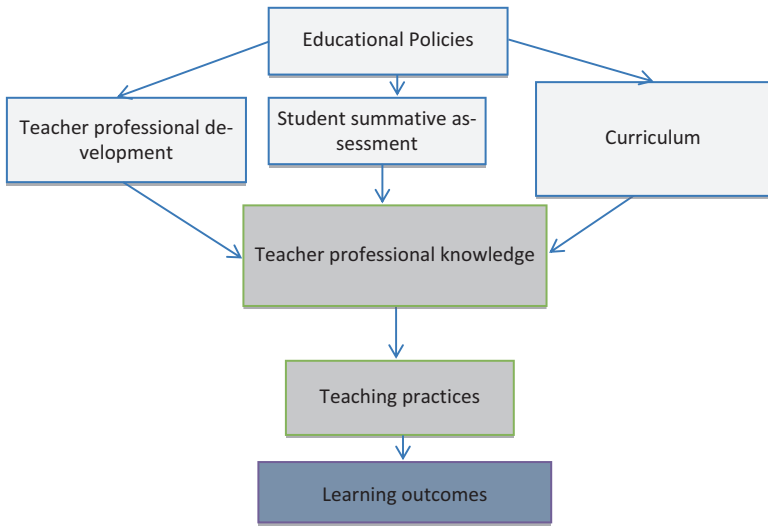 Educational Policies
Teacher professional de-
velopment
Student summative as-
sessment
Curriculum
Teacher professional knowledge
Teaching practices
Learning outcomes